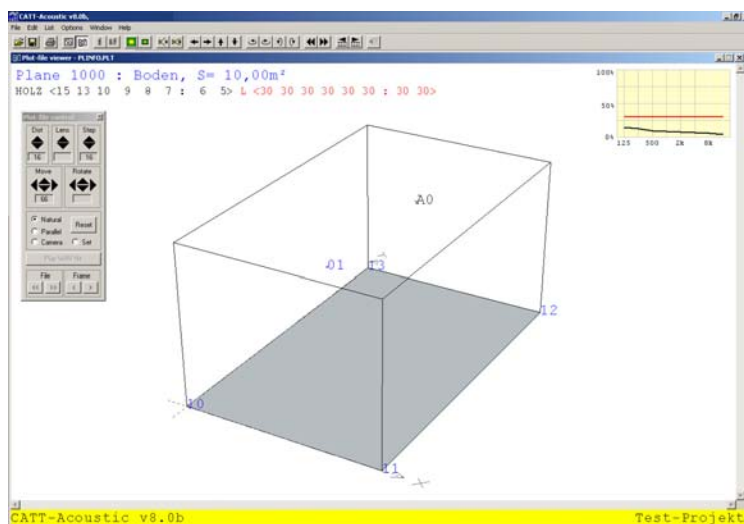 CATT-Acoustic v8.0b,
File Edit List Options Window Help
Plot-file viewer - PLINFO.PLT
Plane 1000 : Boden, S= 10,00m²
HOLZ <15 13 10 9 8 7 : 6 5> L <30 30 30 30 30 30 : 30 30>
100%
50%
0%
125 500 2k 8k
Plot-file control
Dist Lens Step
16 16
Move Rotate
66
Natural
Parallel
Camera
Reset
Set
File Frame
<< >> < >
A0
01
13
12
10
11
X
CATT-Acoustic v8.0b Test-Projekt